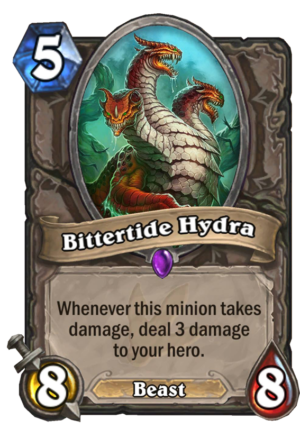 5
Bittertide Hydra
Whenever this minion takes
damage, deal 3 damage
to your hero.
8
Beast
8